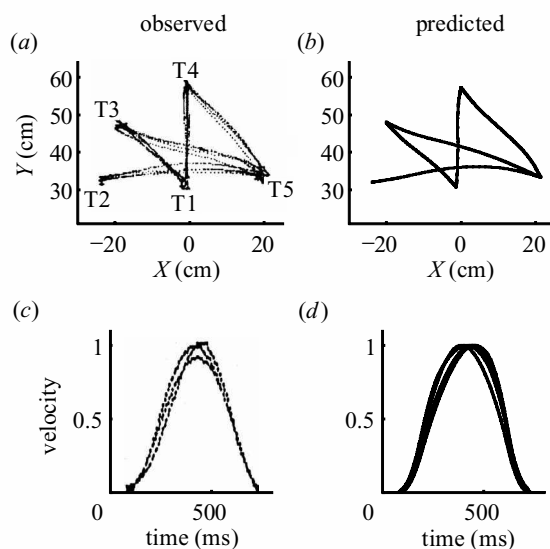 observed
predicted
(a)
(b)
T4
60
T3
50
Y (cm)
40
T5
30
T2
T1
−20
0
20
X (cm)
60
50
40
30
−20
0
20
X (cm)
(c)
(d)
1
velocity
0.5
0
500
time (ms)
1
0.5
0
500
time (ms)